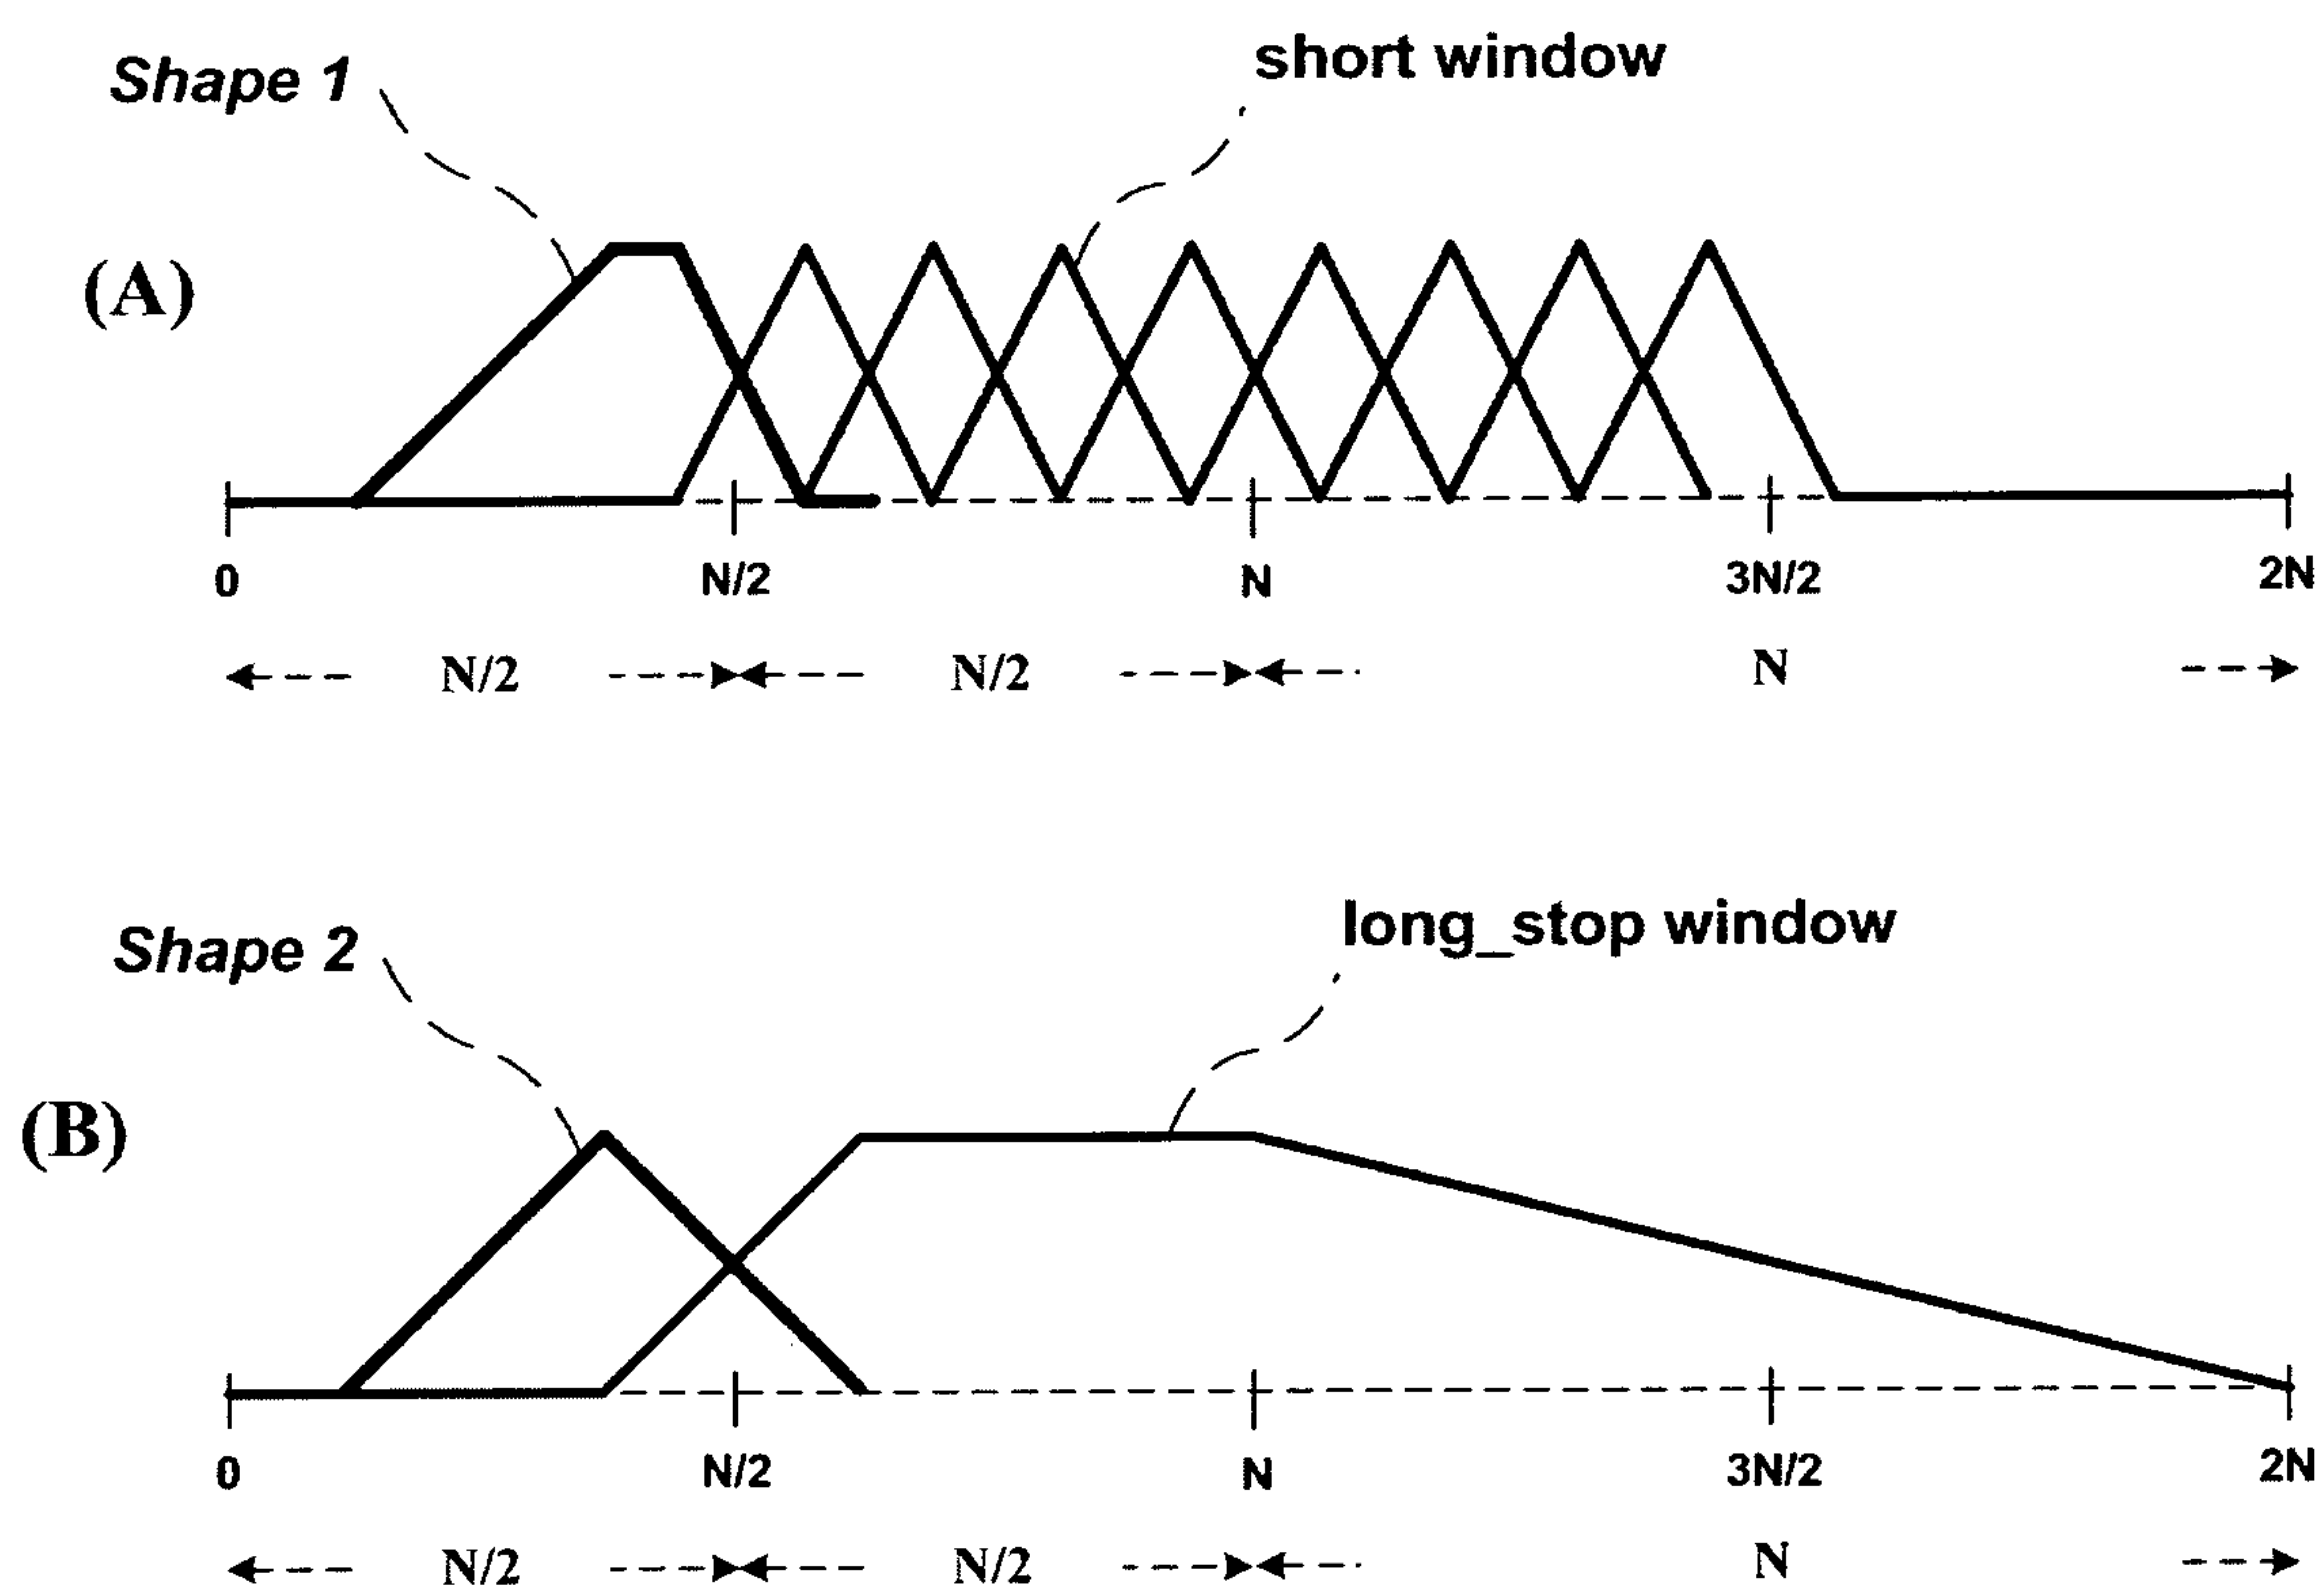 Shape 1
short window
(A)
0 N/2 N 3N/2 2N
N/2 N/2 N
Shape 2
long_stop window
(B)
0 N/2 N 3N/2 2N
N/2 N/2 N